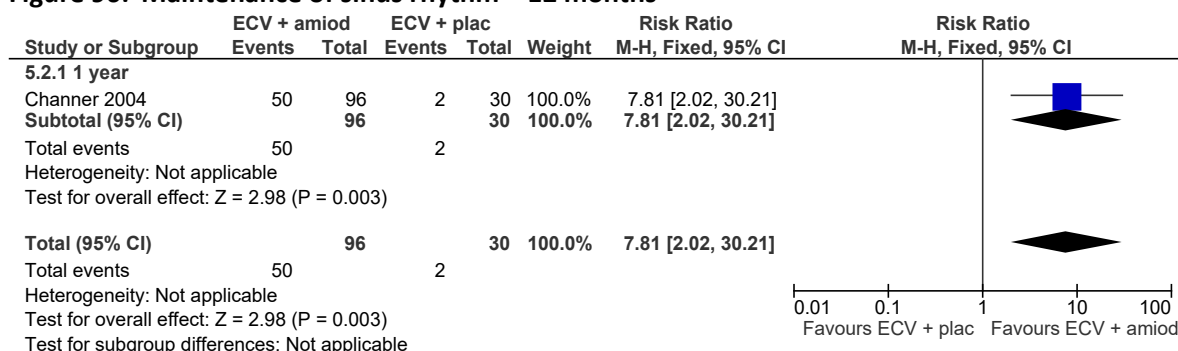 Figure 96: Maintenance of sinus rhythm – 12 months
ECV + amiod ECV + plac Risk Ratio Risk Ratio
Study or Subgroup Events Total Events Total Weight M-H, Fixed, 95% CI M-H, Fixed, 95% CI
5.2.1 1 year
Channer 2004 50 96 2 30 100.0% 7.81 [2.02, 30.21]
Subtotal (95% CI) 96 30 100.0% 7.81 [2.02, 30.21]
Total events 50 2
Heterogeneity: Not applicable
Test for overall effect: Z = 2.98 (P = 0.003)
Total (95% CI) 96 30 100.0% 7.81 [2.02, 30.21]
Total events 50 2
Heterogeneity: Not applicable
Test for overall effect: Z = 2.98 (P = 0.003)
Test for subgroup differences: Not applicable
0.01 0.1 1 10 100
Favours ECV + plac Favours ECV + amiod